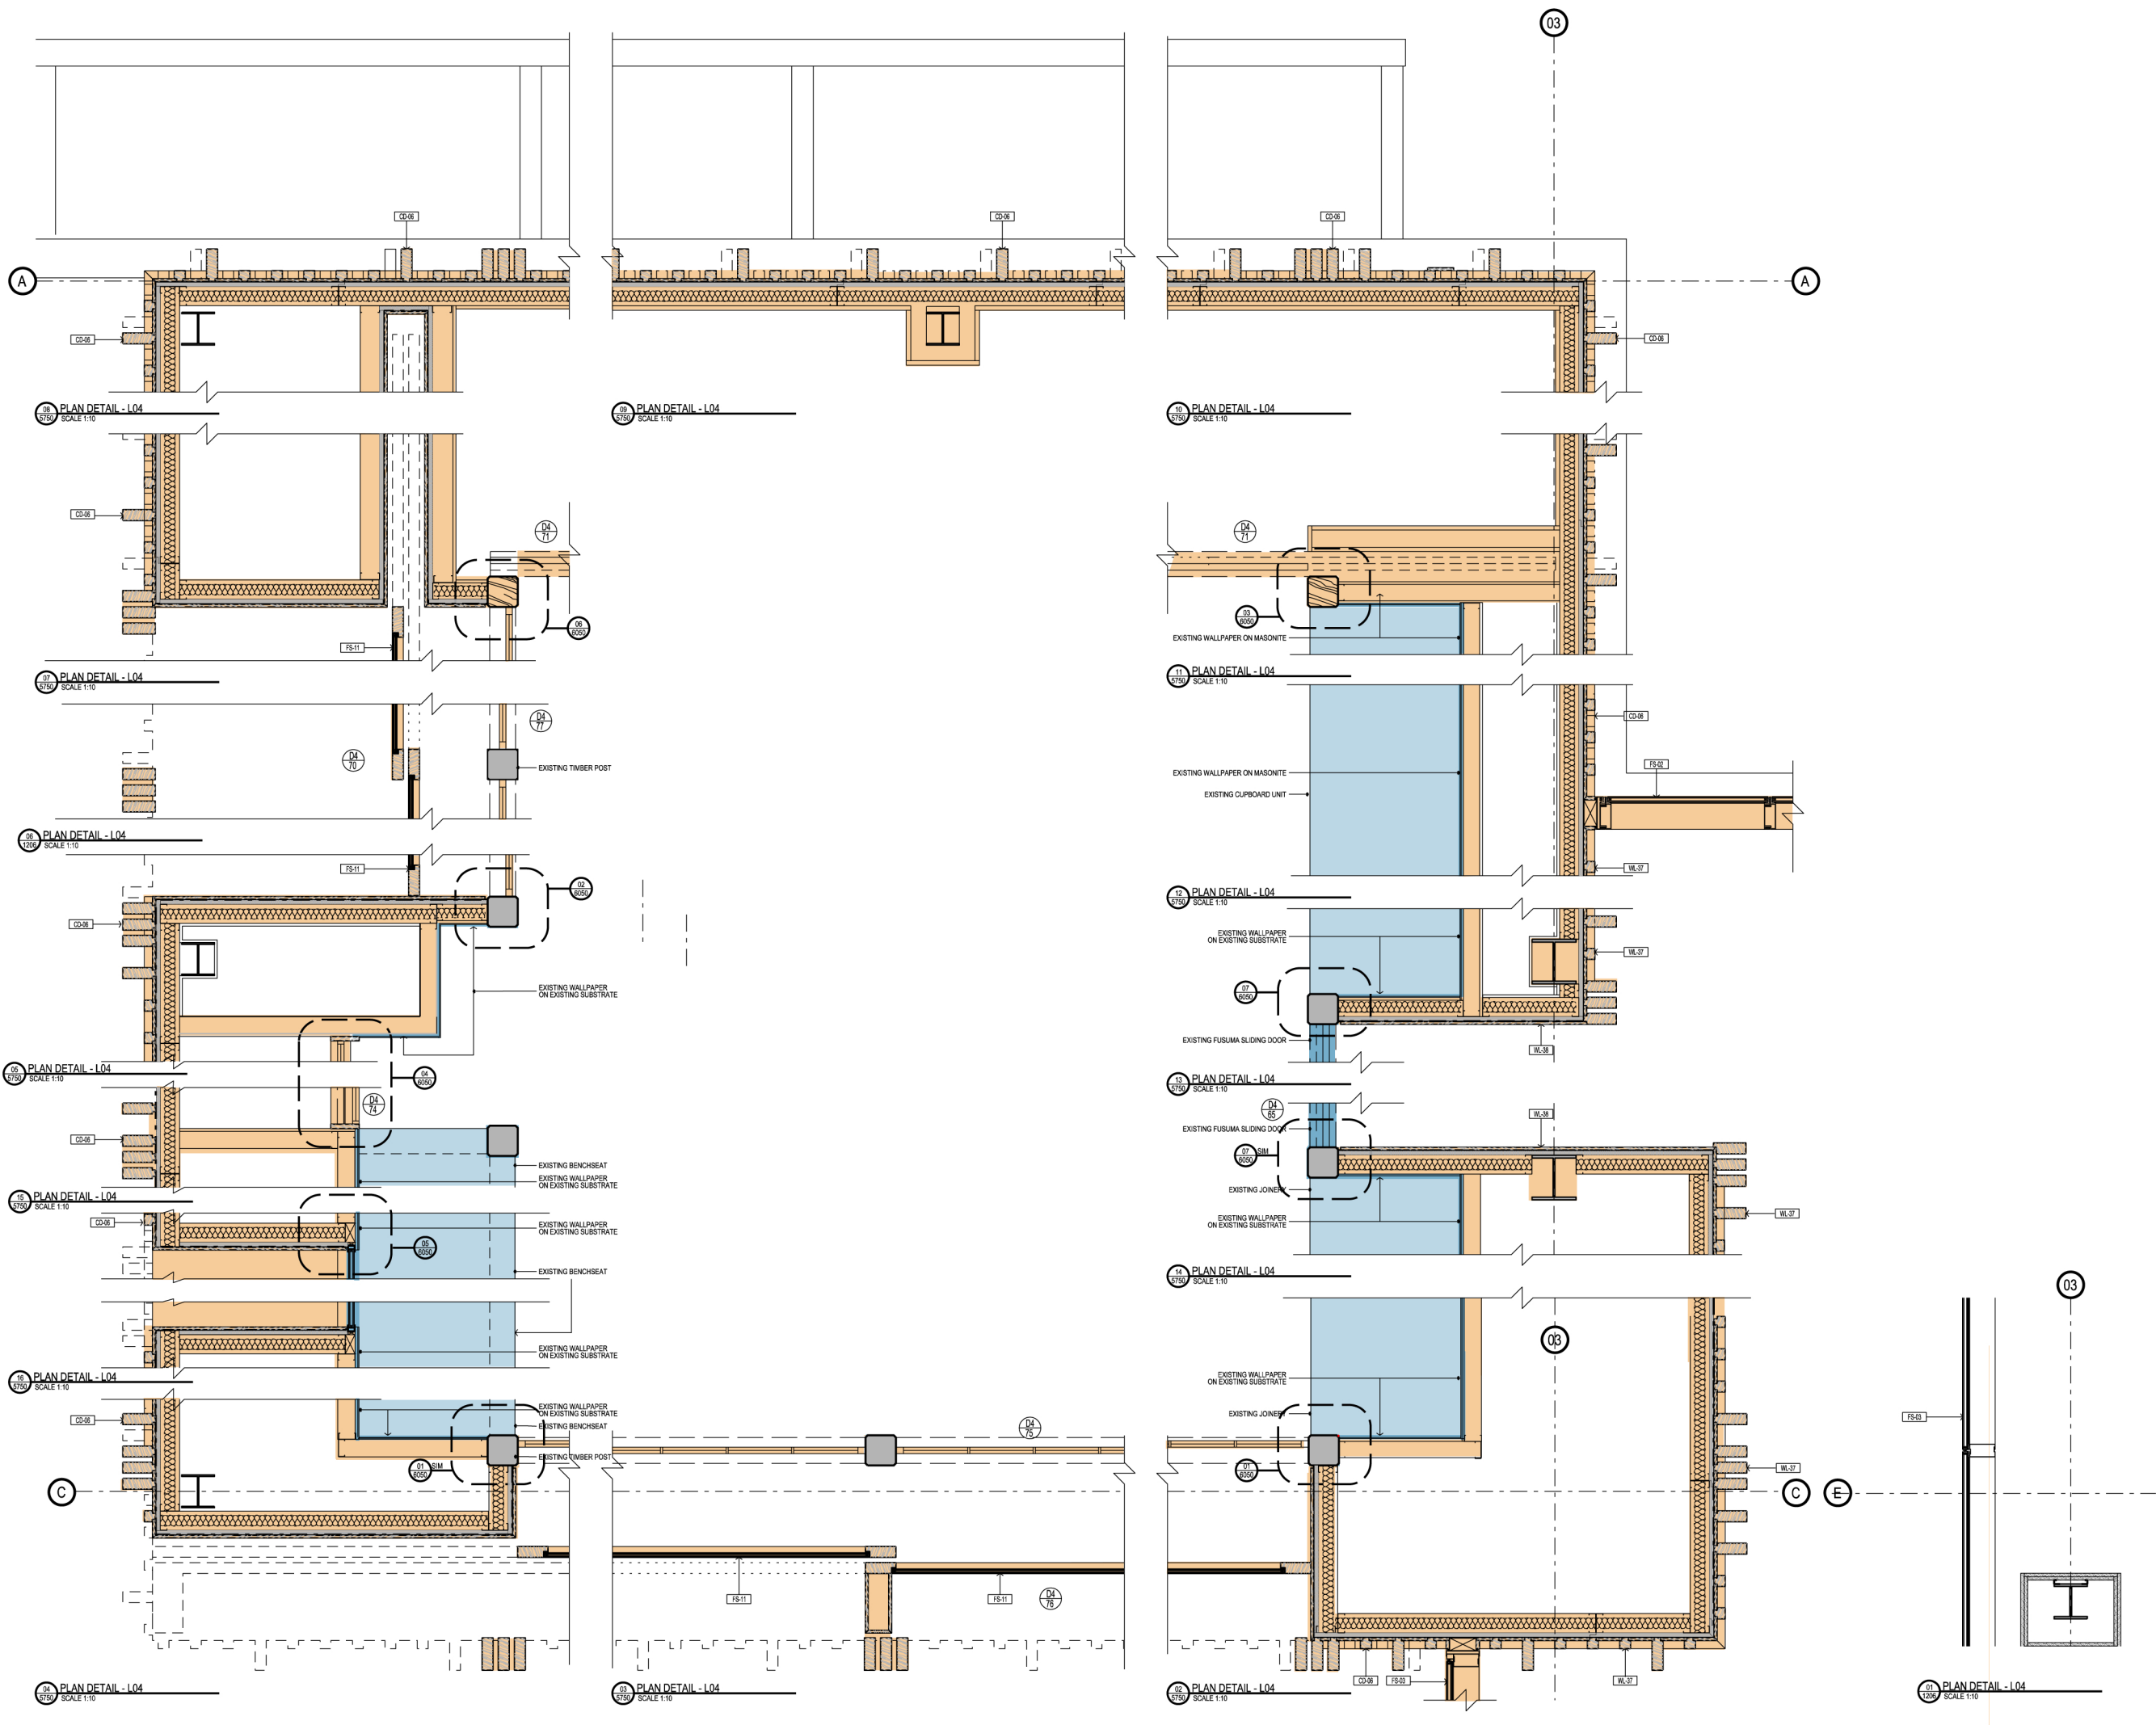 03
CD-06
CD-06
CD-06
A
A
CD-06
CD-06
08
5750
PLAN DETAIL - L04
SCALE 1:10
09
5750
PLAN DETAIL - L04
SCALE 1:10
10
5750
PLAN DETAIL - L04
SCALE 1:10
CD-06
D4
71
D4
71
06
6050
03
6050
EXISTING WALLPAPER ON MASONITE
FS-11
07
5750
PLAN DETAIL - L04
SCALE 1:10
11
5750
PLAN DETAIL - L04
SCALE 1:10
D4
77
CD-06
D4
70
EXISTING TIMBER POST
FS-02
EXISTING WALLPAPER ON MASONITE
EXISTING CUPBOARD UNIT
06
1206
PLAN DETAIL - L04
SCALE 1:10
FS-11
WL-37
02
6050
12
5750
PLAN DETAIL - L04
SCALE 1:10
CD-06
EXISTING WALLPAPER
ON EXISTING SUBSTRATE
WL-37
EXISTING WALLPAPER
ON EXISTING SUBSTRATE
07
6050
EXISTING FUSUMA SLIDING DOOR
WL-38
05
5750
PLAN DETAIL - L04
SCALE 1:10
04
6050
13
5750
PLAN DETAIL - L04
SCALE 1:10
D4
74
D4
65
WL-38
CD-06
EXISTING FUSUMA SLIDING DOOR
07
6050
SIM
EXISTING BENCHSEAT
EXISTING WALLPAPER
ON EXISTING SUBSTRATE
EXISTING JOINERY
15
5750
PLAN DETAIL - L04
SCALE 1:10
CD-06
EXISTING WALLPAPER
ON EXISTING SUBSTRATE
EXISTING WALLPAPER
ON EXISTING SUBSTRATE
WL-37
05
6050
EXISTING BENCHSEAT
14
5750
PLAN DETAIL - L04
SCALE 1:10
03
03
EXISTING WALLPAPER
ON EXISTING SUBSTRATE
16
5750
PLAN DETAIL - L04
SCALE 1:10
EXISTING WALLPAPER
ON EXISTING SUBSTRATE
CD-06
EXISTING WALLPAPER
ON EXISTING SUBSTRATE
EXISTING BENCHSEAT
D4
75
EXISTING JOINERY
FS-03
EXISTING TIMBER POST
01
6050
SIM
01
6050
WL-37
C
C
E
FS-11
FS-11
D4
76
CD-06
FS-03
WL-37
04
5750
PLAN DETAIL - L04
SCALE 1:10
03
5750
PLAN DETAIL - L04
SCALE 1:10
02
5750
PLAN DETAIL - L04
SCALE 1:10
01
1206
PLAN DETAIL - L04
SCALE 1:10